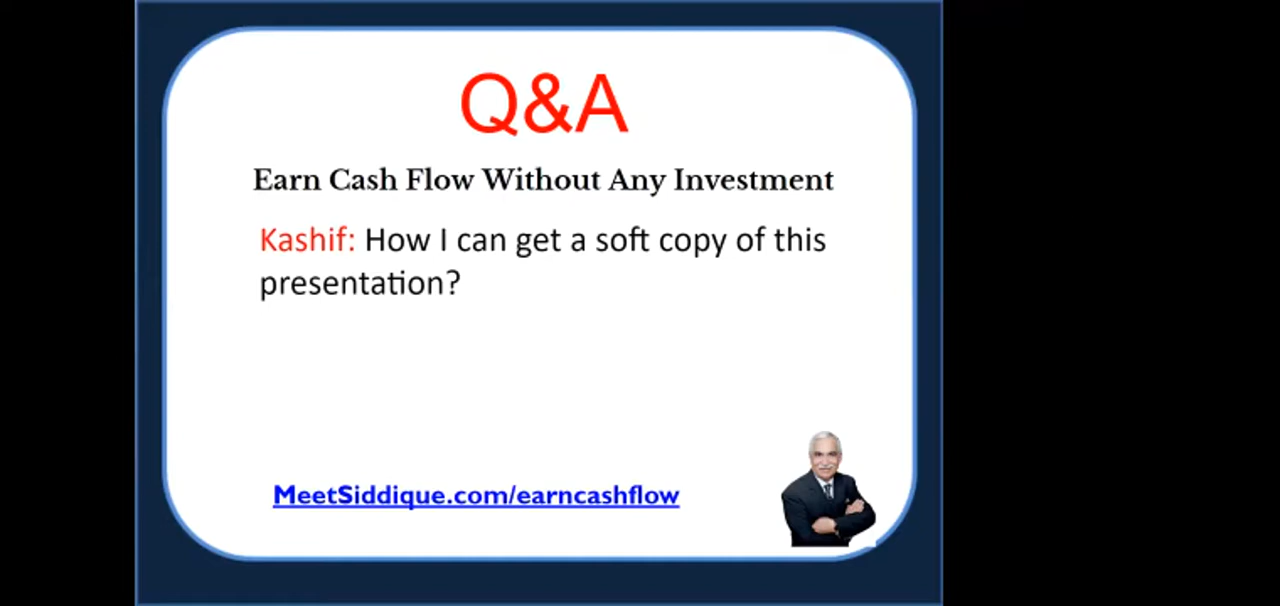 Q&A
Earn Cash Flow Without Any Investment
Kashif: How I can get a soft copy of this
presentation?
MeetSiddique.com/earncashflow